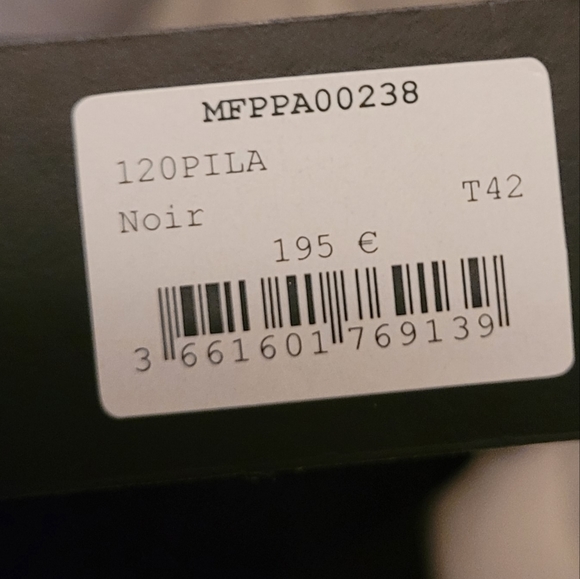 MFPPA00238
120PILA
Noir T42
195 €
3 661601 769139